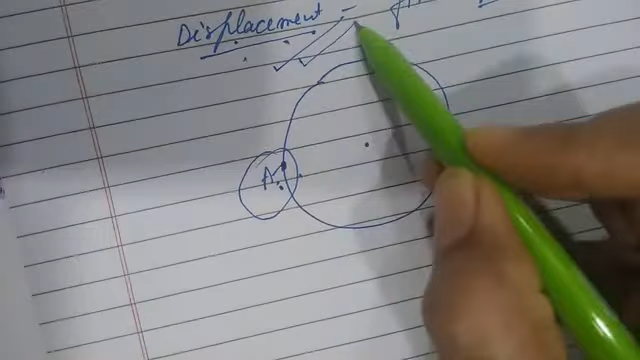 Displacement =
A